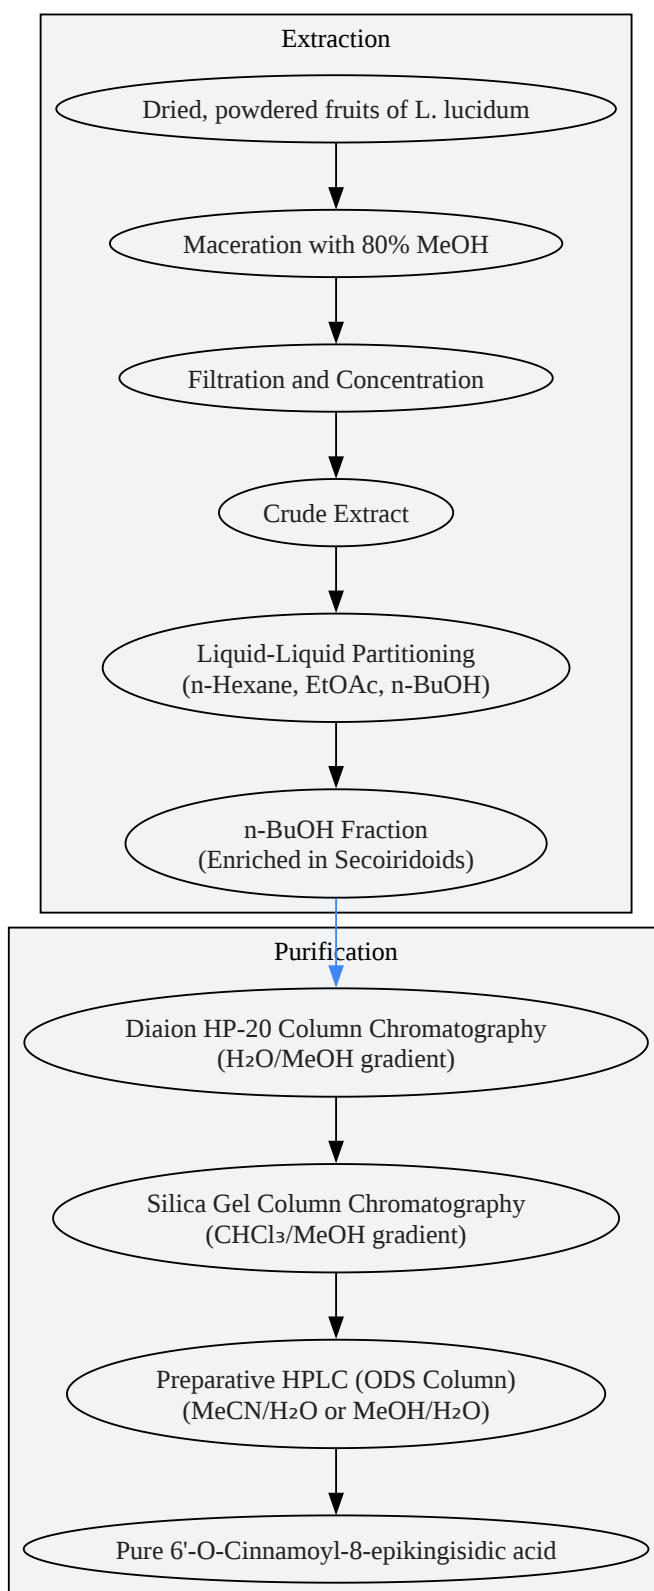 Extraction
Dried, powdered fruits of L. lucidum
Maceration with 80% MeOH
Filtration and Concentration
Crude Extract
Liquid-Liquid Partitioning
(n-Hexane, EtOAc, n-BuOH)
n-BuOH Fraction
(Enriched in Secoiridoids)
Purification
Diaion HP-20 Column Chromatography
(H₂O/MeOH gradient)
Silica Gel Column Chromatography
(CHCl₃/MeOH gradient)
Preparative HPLC (ODS Column)
(MeCN/H₂O or MeOH/H₂O)
Pure 6'-O-Cinnamoyl-8-epikingisidic acid